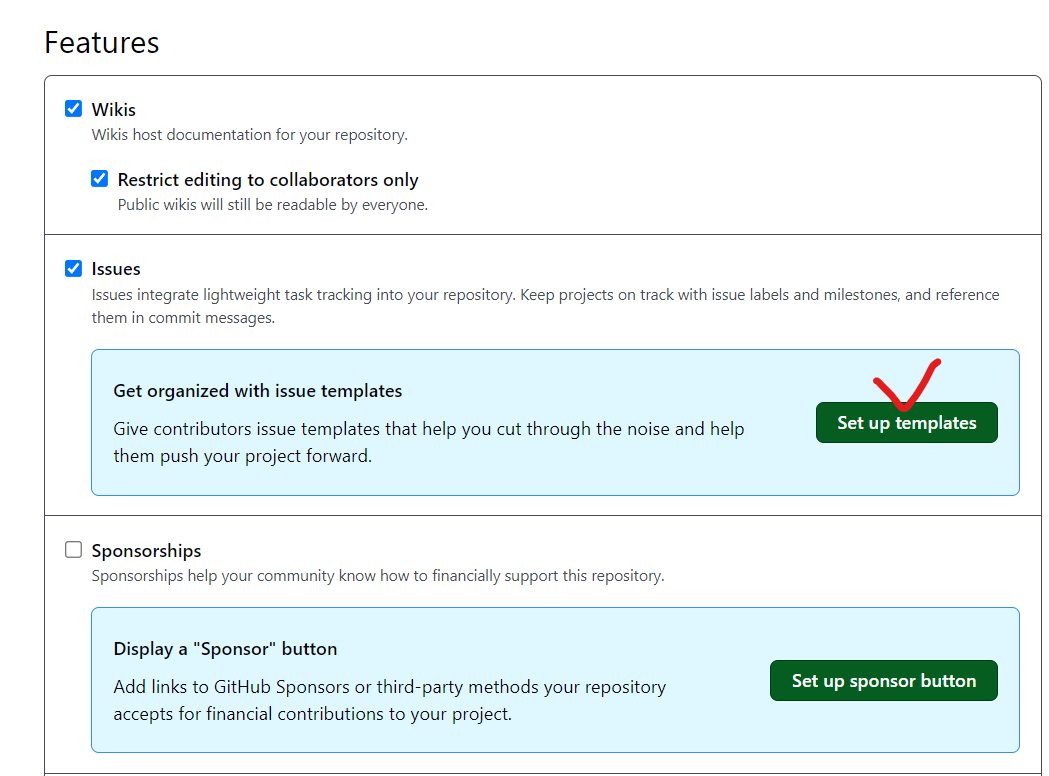 Features
Wikis
Wikis host documentation for your repository.
Restrict editing to collaborators only
Public wikis will still be readable by everyone.
Issues
Issues integrate lightweight task tracking into your repository. Keep projects on track with issue labels and milestones, and reference
them in commit messages.
Get organized with issue templates
Give contributors issue templates that help you cut through the noise and help
them push your project forward.
Set up templates
Sponsorships
Sponsorships help your community know how to financially support this repository.
Display a "Sponsor" button
Add links to GitHub Sponsors or third-party methods your repository
accepts for financial contributions to your project.
Set up sponsor button